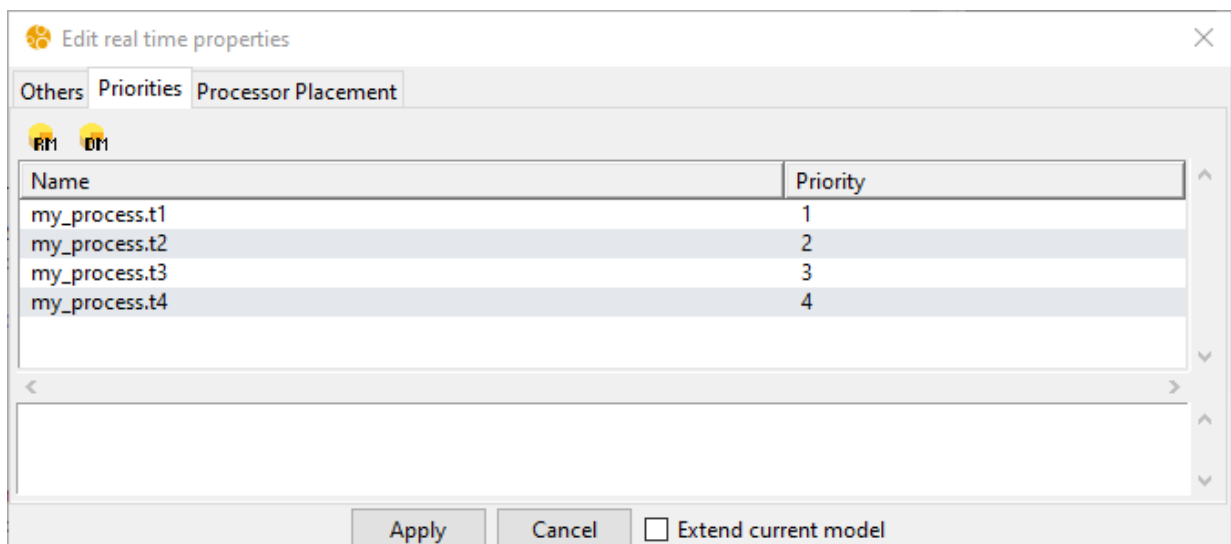 Edit real time properties
Others Priorities Processor Placement
RM DM
Name Priority
my_process.t1 1
my_process.t2 2
my_process.t3 3
my_process.t4 4
Apply Cancel Extend current model